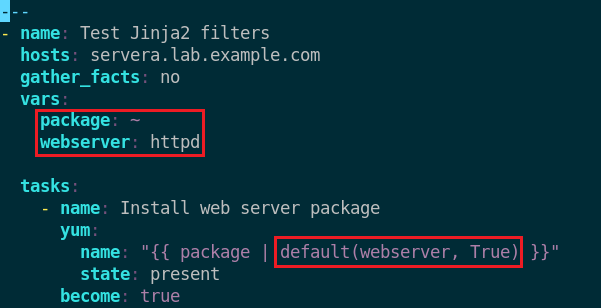 ---
- name: Test Jinja2 filters
  hosts: servera.lab.example.com
  gather_facts: no
  vars:
    package: ~
    webserver: httpd

  tasks:
    - name: Install web server package
      yum:
        name: "{{ package | default(webserver, True) }}"
        state: present
      become: true